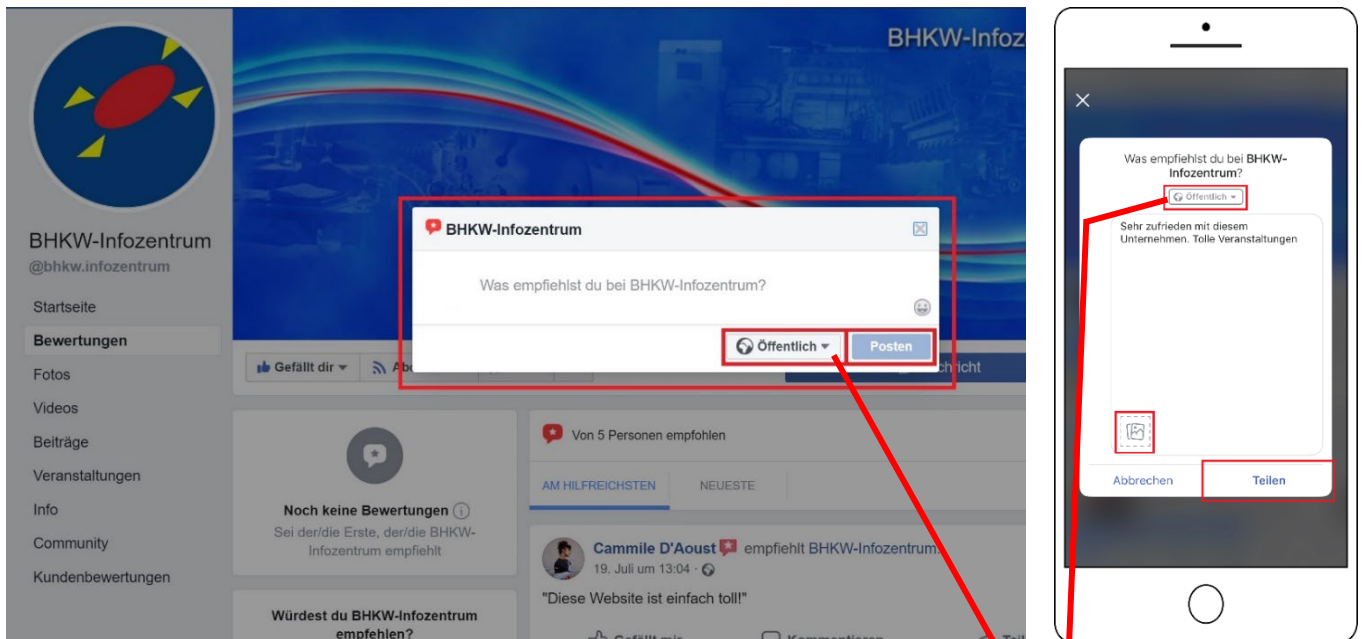 BHKW-Infoz
BHKW-Infozentrum
@bhkw.infozentrum
Startseite
Bewertungen
Fotos
Videos
Beiträge
Veranstaltungen
Info
Community
Kundenbewertungen
BHKW-Infozentrum
Was empfiehlst du bei BHKW-Infozentrum?
Öffentlich
Posten
Gefällt dir
Noch keine Bewertungen
Sei der/die Erste, der/die BHKW-
Infozentrum empfiehlt
Würdest du BHKW-Infozentrum
empfehlen?
Von 5 Personen empfohlen
AM HILFREICHSTEN NEUESTE
Cammile D'Aoust empfiehlt BHKW-Infozentrum.
19. Juli um 13:04 ·
"Diese Website ist einfach toll!"
Gefällt mir Kommentieren
Was empfiehlst du bei BHKW-
Infozentrum?
Öffentlich
Sehr zufrieden mit diesem
Unternehmen. Tolle Veranstaltungen
Abbrechen Teilen